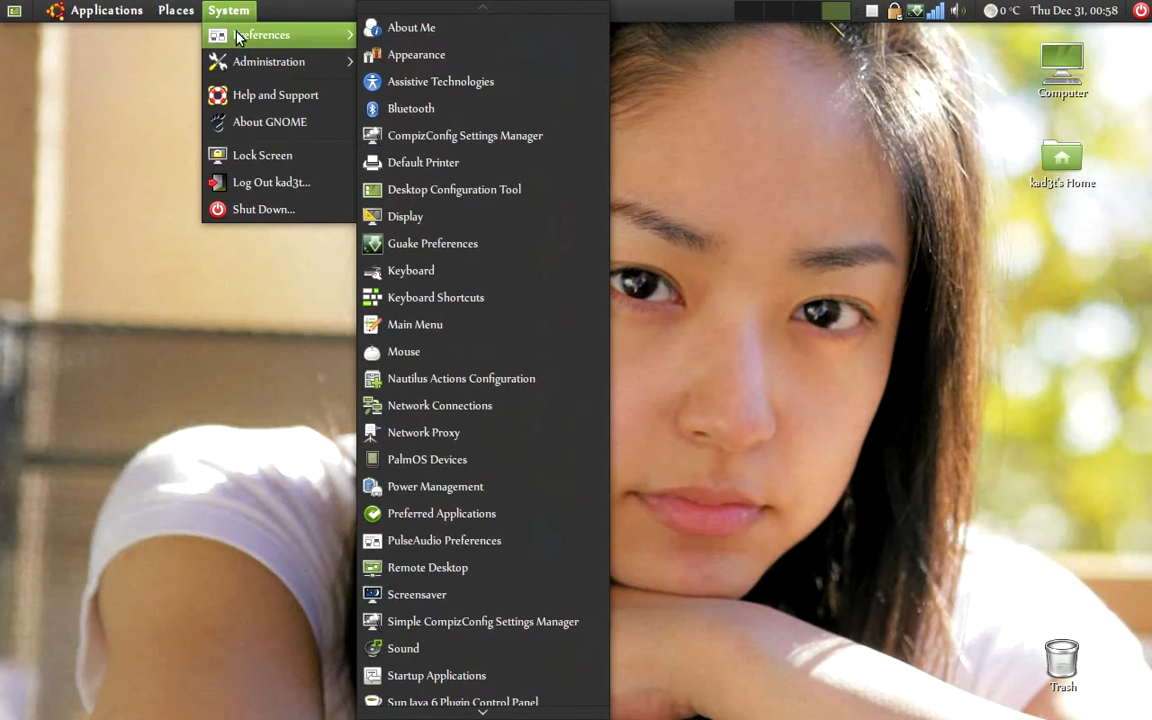 Applications Places System
0 °C Thu Dec 31, 00:58
Preferences
Administration
Help and Support
About GNOME
Lock Screen
Log Out kad3t...
Shut Down...
About Me
Appearance
Assistive Technologies
Bluetooth
CompizConfig Settings Manager
Default Printer
Desktop Configuration Tool
Display
Guake Preferences
Keyboard
Keyboard Shortcuts
Main Menu
Mouse
Nautilus Actions Configuration
Network Connections
Network Proxy
PalmOS Devices
Power Management
Preferred Applications
PulseAudio Preferences
Remote Desktop
Screensaver
Simple CompizConfig Settings Manager
Sound
Startup Applications
Sun Java 6 Plugin Control Panel
Computer
kad3t's Home
Trash